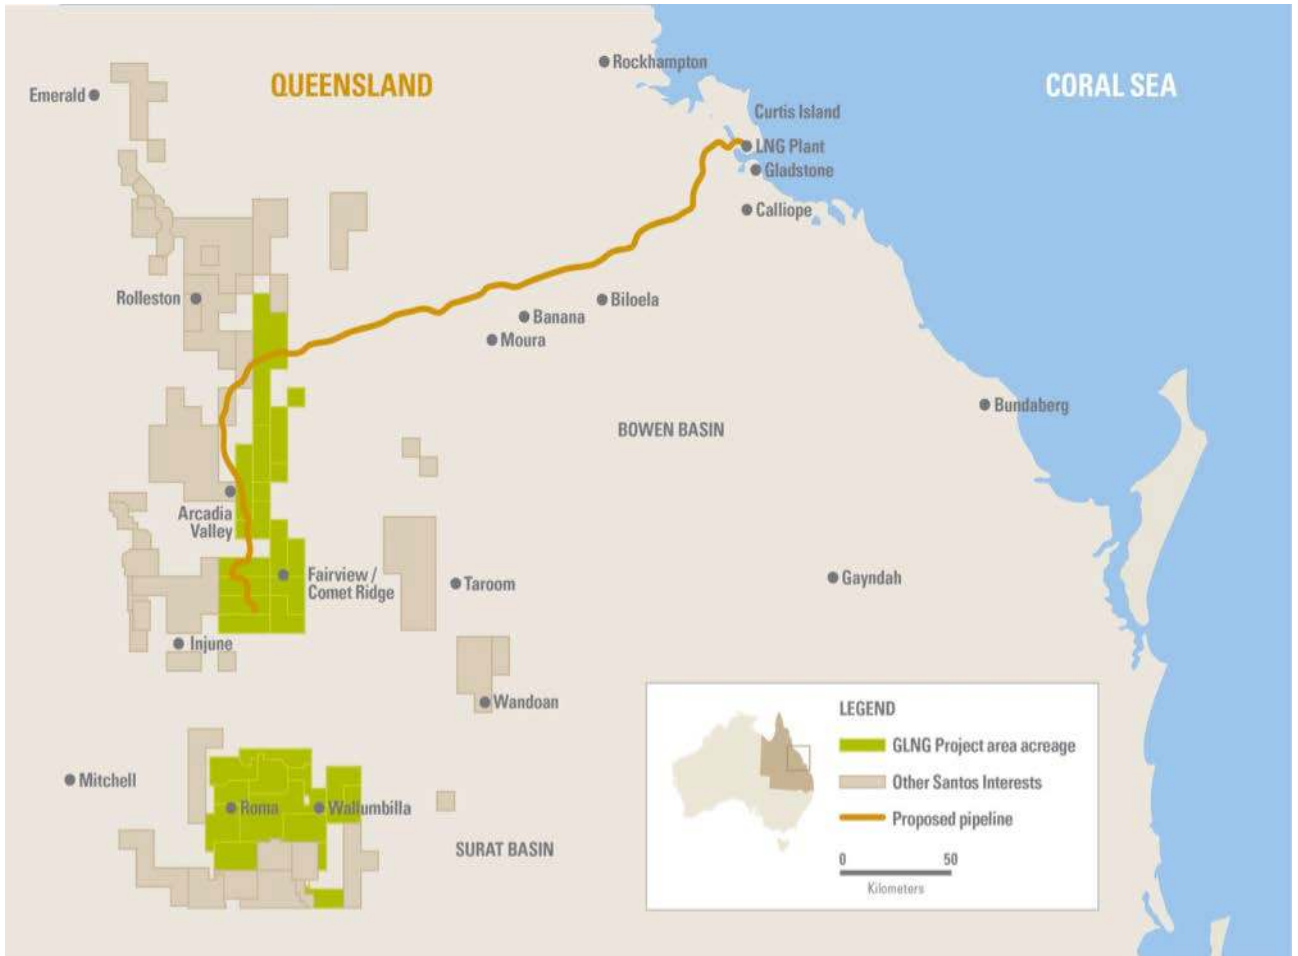 Rockhampton
QUEENSLAND
CORAL SEA
Emerald
Curtis Island
LNG Plant
Gladstone
Calliope
Rolleston
Biloela
Banana
Moura
Bundaberg
BOWEN BASIN
Arcadia
Valley
Fairview /
Comet Ridge
Taroom
Gayndah
Injune
Wandoan
Mitchell
Roma
Wallumbilla
SURAT BASIN
LEGEND
GLNG Project area acreage
Other Santos Interests
Proposed pipeline
0 50
Kilometers